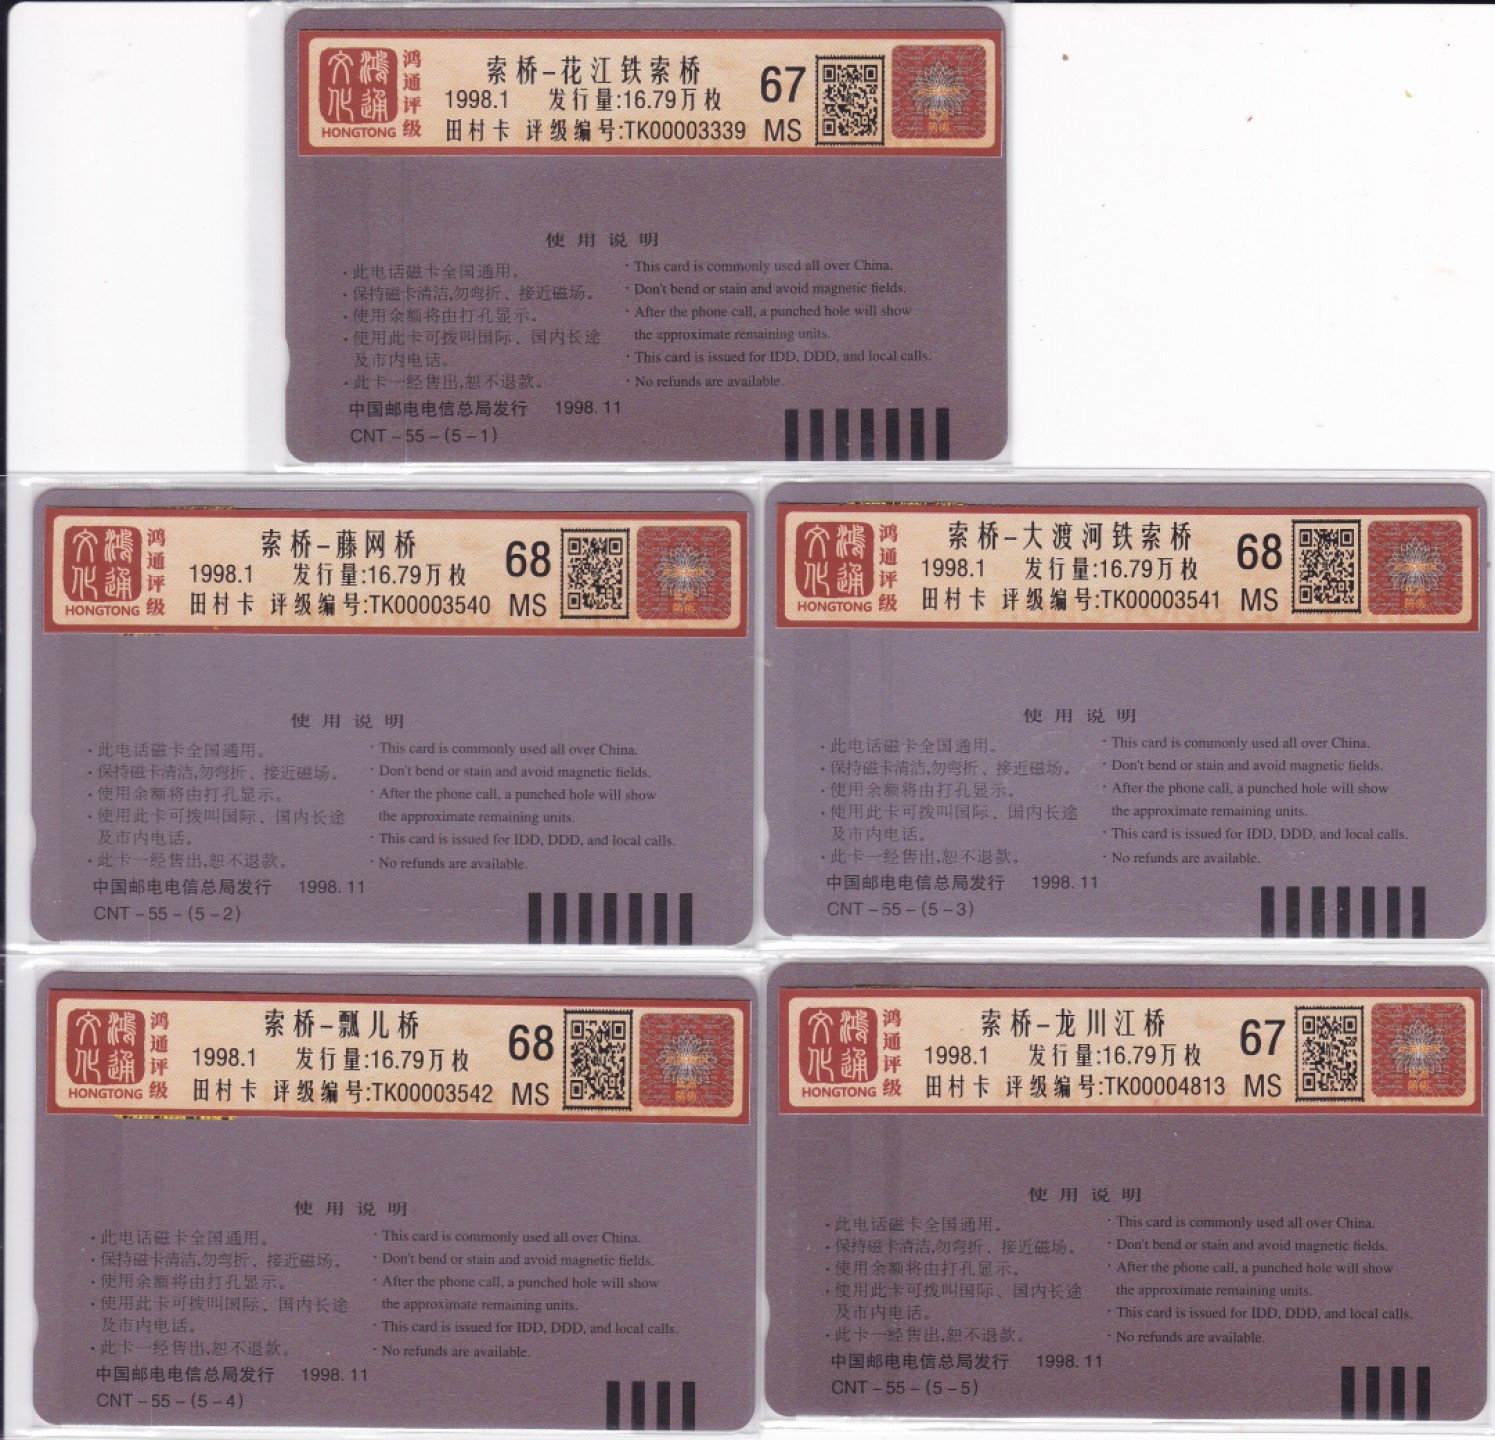 鸿通文化
HONGTONG
鸿通评级
索桥-花江铁索桥
1998.1 发行量:16.79万枚
田村卡 评级编号:TK00003339
67
MS
使用说明
·此电话磁卡全国通用。
·保持磁卡清洁,勿弯折、接近磁场。
·使用余额将由打孔显示。
·使用此卡可拨叫国际、国内长途
及市内电话。
·此卡一经售出,恕不退款。
· This card is commonly used all over China.
· Don't bend or stain and avoid magnetic fields.
· After the phone call, a punched hole will show
the approximate remaining units.
· This card is issued for IDD, DDD, and local calls.
· No refunds are available.
中国邮电电信总局发行 1998.11
CNT-55-(5-1)
鸿通文化
HONGTONG
鸿通评级
索桥-藤网桥
1998.1 发行量:16.79万枚
田村卡 评级编号:TK00003540
68
MS
使用说明
·此电话磁卡全国通用。
·保持磁卡清洁,勿弯折、接近磁场。
·使用余额将由打孔显示。
·使用此卡可拨叫国际、国内长途
及市内电话。
·此卡一经售出,恕不退款。
· This card is commonly used all over China.
· Don't bend or stain and avoid magnetic fields.
· After the phone call, a punched hole will show
the approximate remaining units.
· This card is issued for IDD, DDD, and local calls.
· No refunds are available.
中国邮电电信总局发行 1998.11
CNT-55-(5-2)
鸿通文化
HONGTONG
鸿通评级
索桥-大渡河铁索桥
1998.1 发行量:16.79万枚
田村卡 评级编号:TK00003541
68
MS
使用说明
·此电话磁卡全国通用。
·保持磁卡清洁,勿弯折、接近磁场。
·使用余额将由打孔显示。
·使用此卡可拨叫国际、国内长途
及市内电话。
·此卡一经售出,恕不退款。
· This card is commonly used all over China.
· Don't bend or stain and avoid magnetic fields.
· After the phone call, a punched hole will show
the approximate remaining units.
· This card is issued for IDD, DDD, and local calls.
· No refunds are available.
中国邮电电信总局发行 1998.11
CNT-55-(5-3)
鸿通文化
HONGTONG
鸿通评级
索桥-瓢儿桥
1998.1 发行量:16.79万枚
田村卡 评级编号:TK00003542
68
MS
使用说明
·此电话磁卡全国通用。
·保持磁卡清洁,勿弯折、接近磁场。
·使用余额将由打孔显示。
·使用此卡可拨叫国际、国内长途
及市内电话。
·此卡一经售出,恕不退款。
· This card is commonly used all over China.
· Don't bend or stain and avoid magnetic fields.
· After the phone call, a punched hole will show
the approximate remaining units.
· This card is issued for IDD, DDD, and local calls.
· No refunds are available.
中国邮电电信总局发行 1998.11
CNT-55-(5-4)
鸿通文化
HONGTONG
鸿通评级
索桥-龙川江桥
1998.1 发行量:16.79万枚
田村卡 评级编号:TK00004813
67
MS
使用说明
·此电话磁卡全国通用。
·保持磁卡清洁,勿弯折、接近磁场。
·使用余额将由打孔显示。
·使用此卡可拨叫国际、国内长途
及市内电话。
·此卡一经售出,恕不退款。
· This card is commonly used all over China.
· Don't bend or stain and avoid magnetic fields.
· After the phone call, a punched hole will show
the approximate remaining units.
· This card is issued for IDD, DDD, and local calls.
· No refunds are available.
中国邮电电信总局发行 1998.11
CNT-55-(5-5)